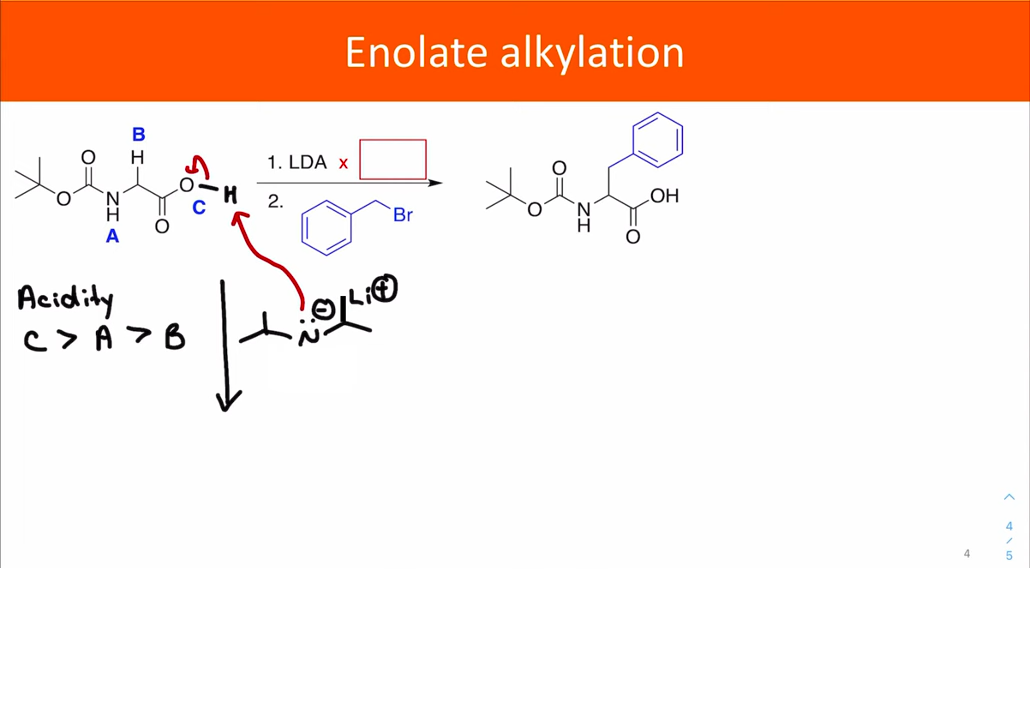 Enolate alkylation
B
O H O H
1. LDA x
O N H C
H O
A
2. Br
O
O N OH
H O
Acidity
C > A > B
⊖ Li⊕
N
4
4
/
5